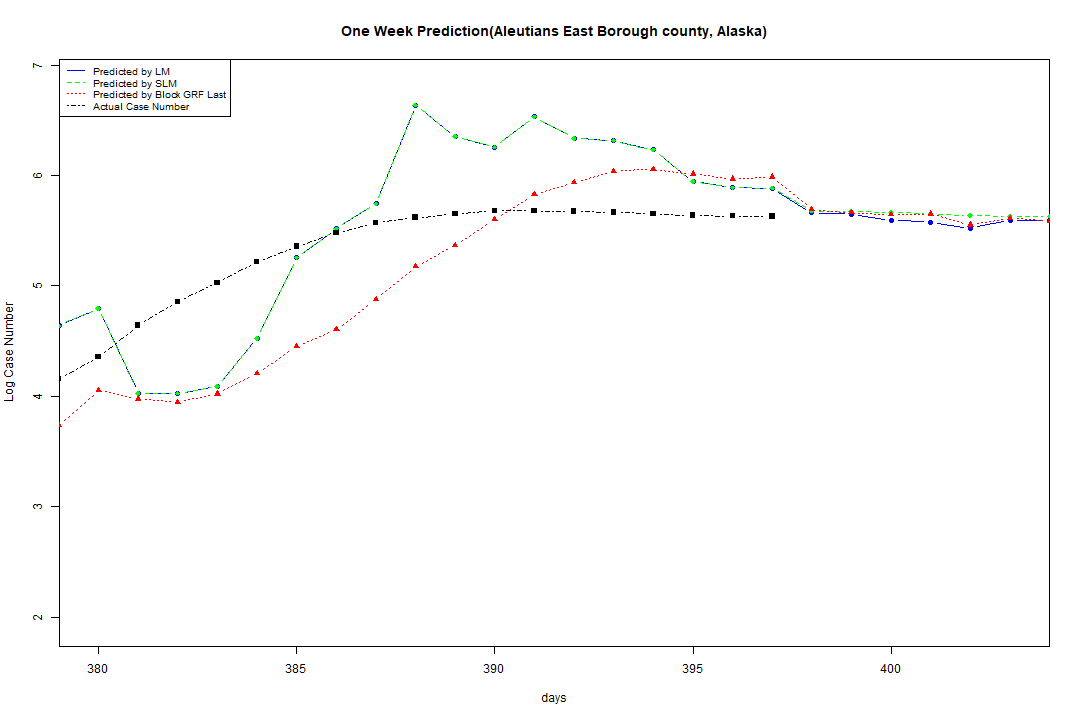 One Week Prediction(Aleutians East Borough county, Alaska)
7
Predicted by LM
Predicted by SLM
Predicted by Block GRF Last
Actual Case Number
6
5
4
3
2
Log Case Number
380 385 390 395 400
days